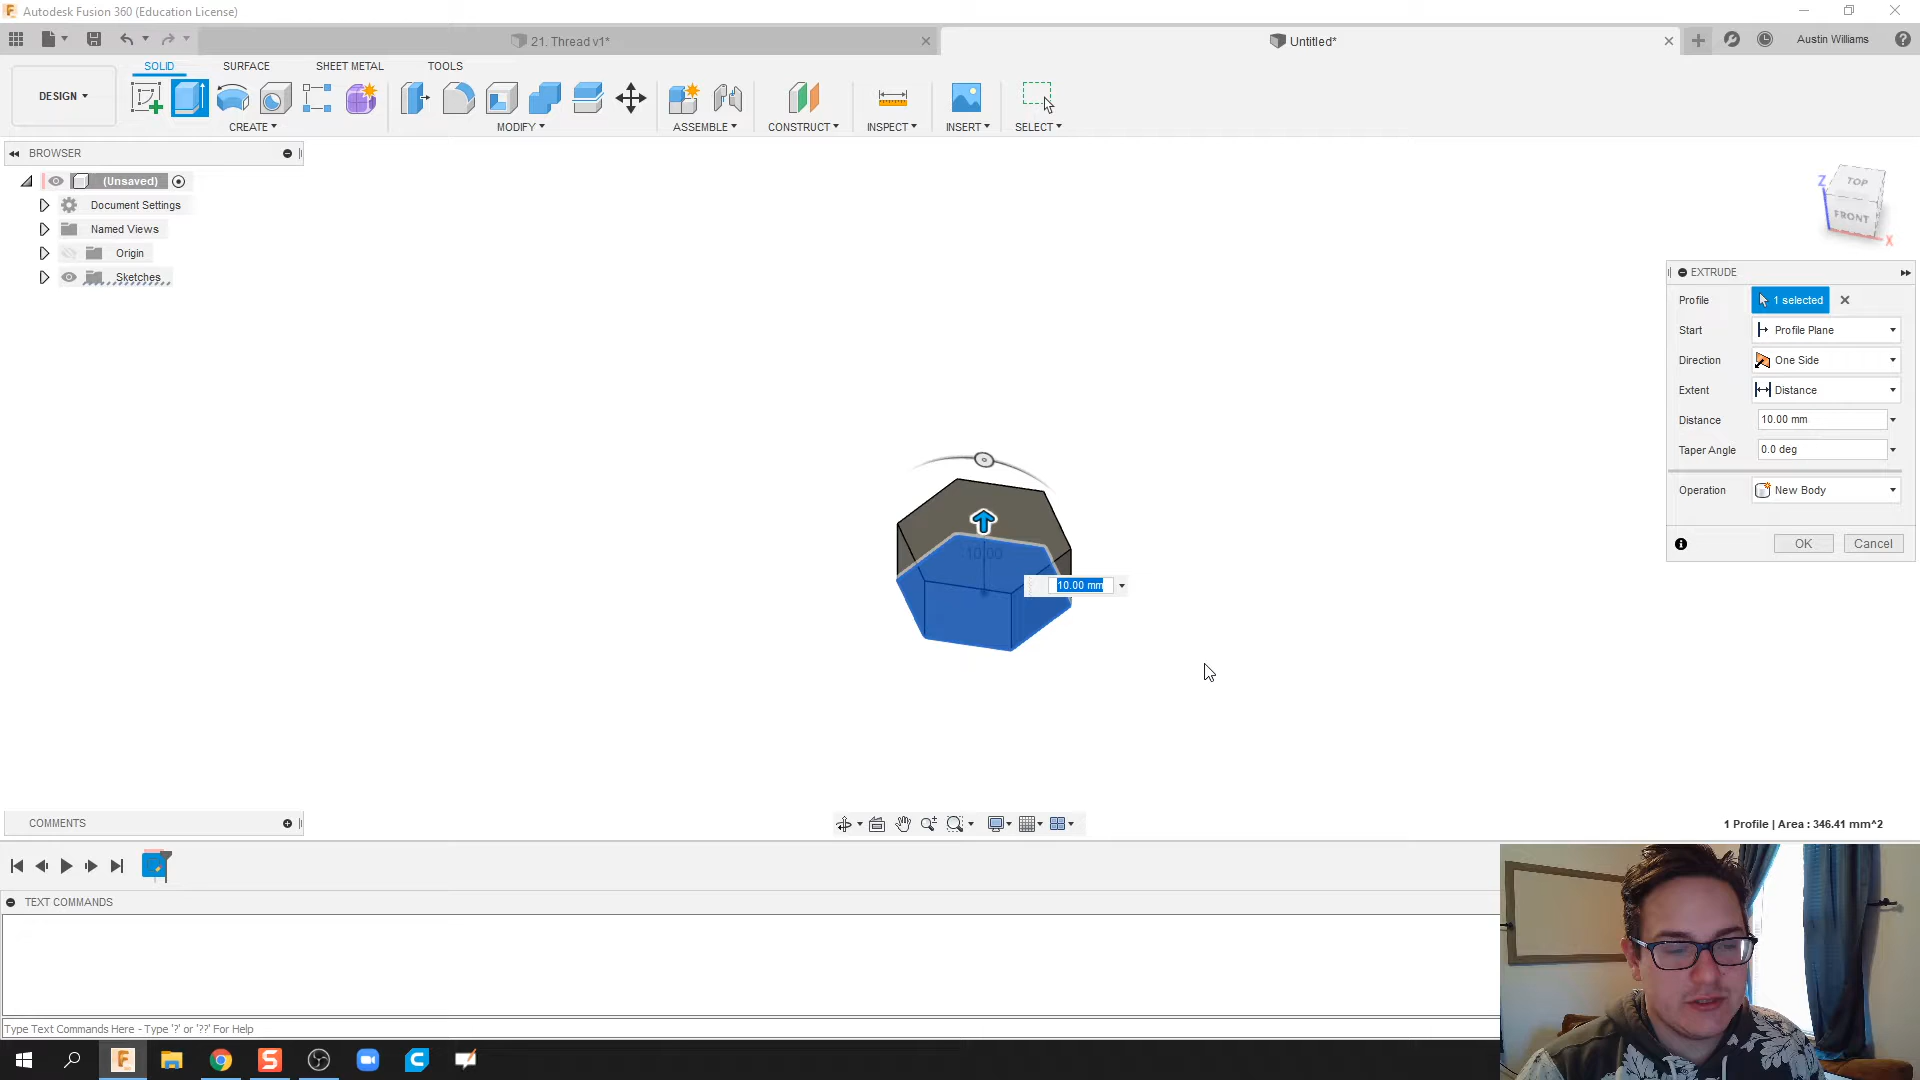 Autodesk Fusion 360 (Education License)
21. Thread v1*
Untitled*
Austin Williams
SOLID
SURFACE
SHEET METAL
TOOLS
DESIGN
CREATE
MODIFY
ASSEMBLE
CONSTRUCT
INSPECT
INSERT
SELECT
BROWSER
(Unsaved)
Document Settings
Named Views
Origin
Sketches
TOP
FRONT
Z
X
EXTRUDE
Profile 1 selected
Start Profile Plane
Direction One Side
Extent Distance
Distance 10.00 mm
Taper Angle 0.0 deg
Operation New Body
OK Cancel
10.00
10.00 mm
COMMENTS
1 Profile | Area : 346.41 mm^2
TEXT COMMANDS
Type Text Commands Here - Type '?' or '??' For Help